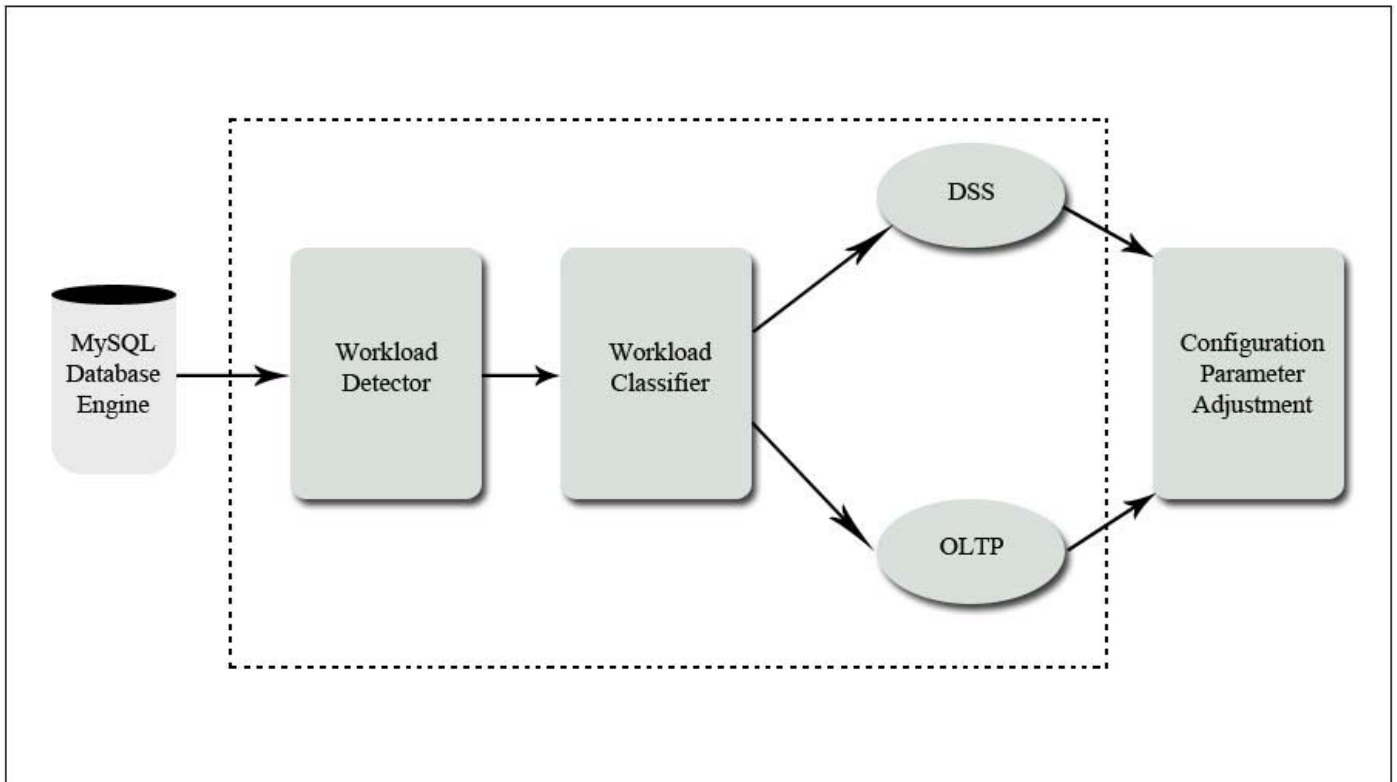 MySQL
Database
Engine
Workload
Detector
Workload
Classifier
DSS
OLTP
Configuration
Parameter
Adjustment